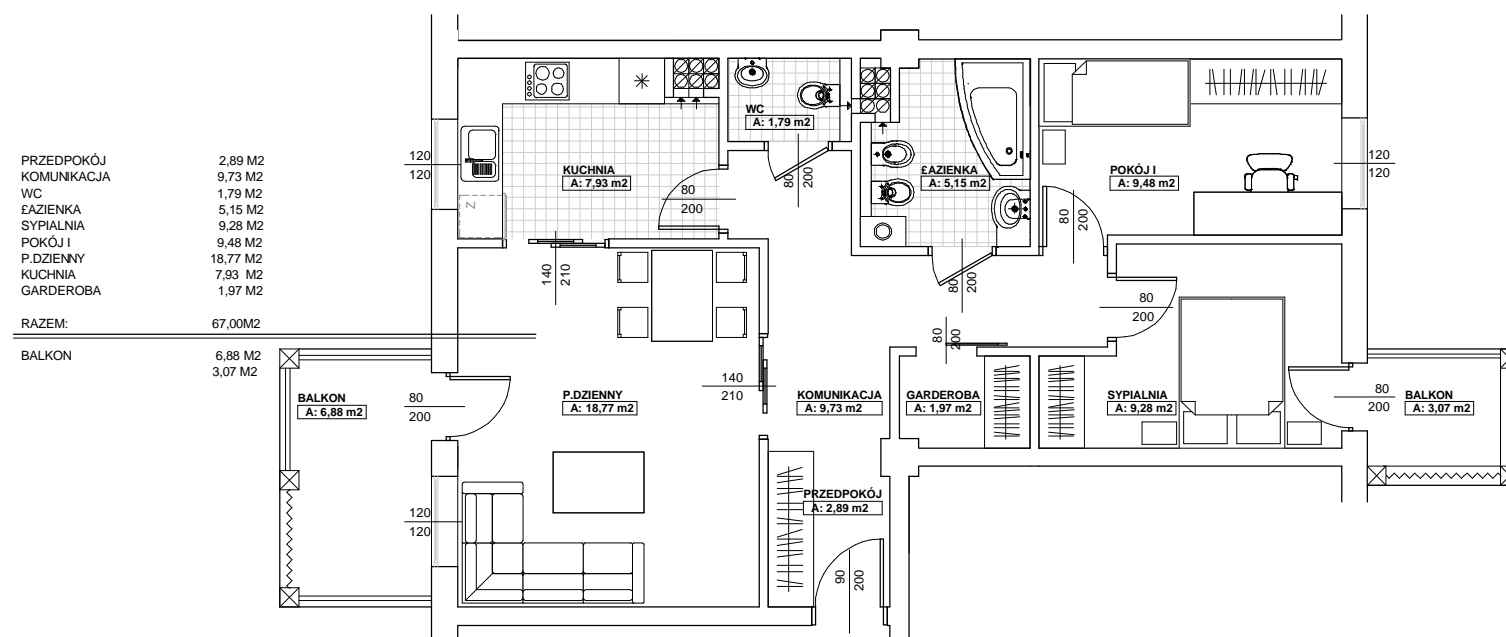 PRZEDPOKÓJ 2,89 M2
KOMUNIKACJA 9,73 M2
WC 1,79 M2
£AZIENKA 5,15 M2
SYPIALNIA 9,28 M2
POKÓJ I 9,48 M2
P.DZIENNY 18,77 M2
KUCHNIA 7,93 M2
GARDEROBA 1,97 M2
RAZEM: 67,00M2
BALKON 6,88 M2
3,07 M2
WC
A: 1,79 m2
KUCHNIA
A: 7,93 m2
£AZIENKA
A: 5,15 m2
POKÓJ I
A: 9,48 m2
120
120
80
200
80
200
80
200
120
120
Z
140
210
80
200
80
200
80
200
BALKON
A: 6,88 m2
80
200
P.DZIENNY
A: 18,77 m2
140
210
KOMUNIKACJA
A: 9,73 m2
GARDEROBA
A: 1,97 m2
SYPIALNIA
A: 9,28 m2
80
200
BALKON
A: 3,07 m2
120
120
PRZEDPOKÓJ
A: 2,89 m2
90
200